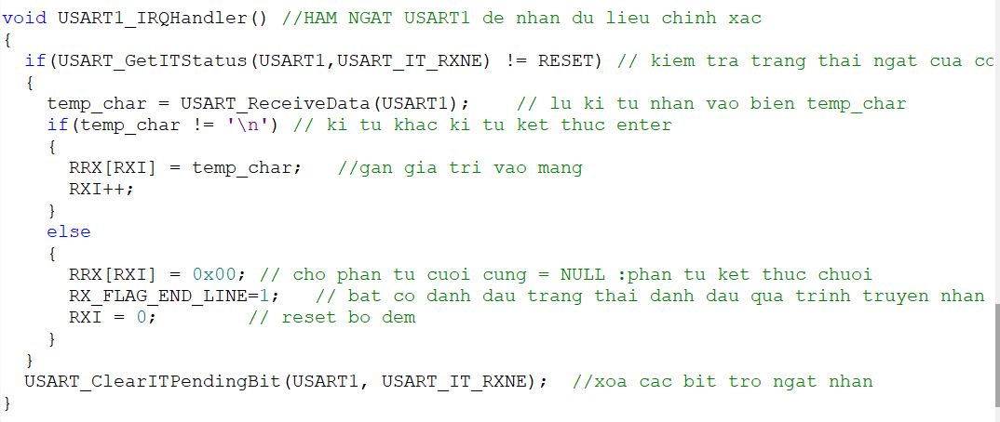 void USART1_IRQHandler() //HAM NGAT USART1 de nhan du lieu chinh xac
{
if(USART_GetITStatus(USART1,USART_IT_RXNE) != RESET) // kiem tra trang thai ngat cua
{
temp_char = USART_ReceiveData(USART1); // lu ki tu nhan vao bien temp_char
if(temp_char != '\n') // ki tu khac ki tu ket thuc enter
{
RRX[RXI] = temp_char; //gan gia tri vao mang
RXI++;
}
else
{
RRX[RXI] = 0x00; // cho phan tu cuoi cung = NULL :phan tu ket thuc chuoi
RX_FLAG_END_LINE=1; // bat co danh dau trang thai danh dau qua trinh truyen nhan
RXI = 0; // reset bo dem
}
}
USART_ClearITPendingBit(USART1, USART_IT_RXNE); //xoa cac bit tro ngat nhan
}